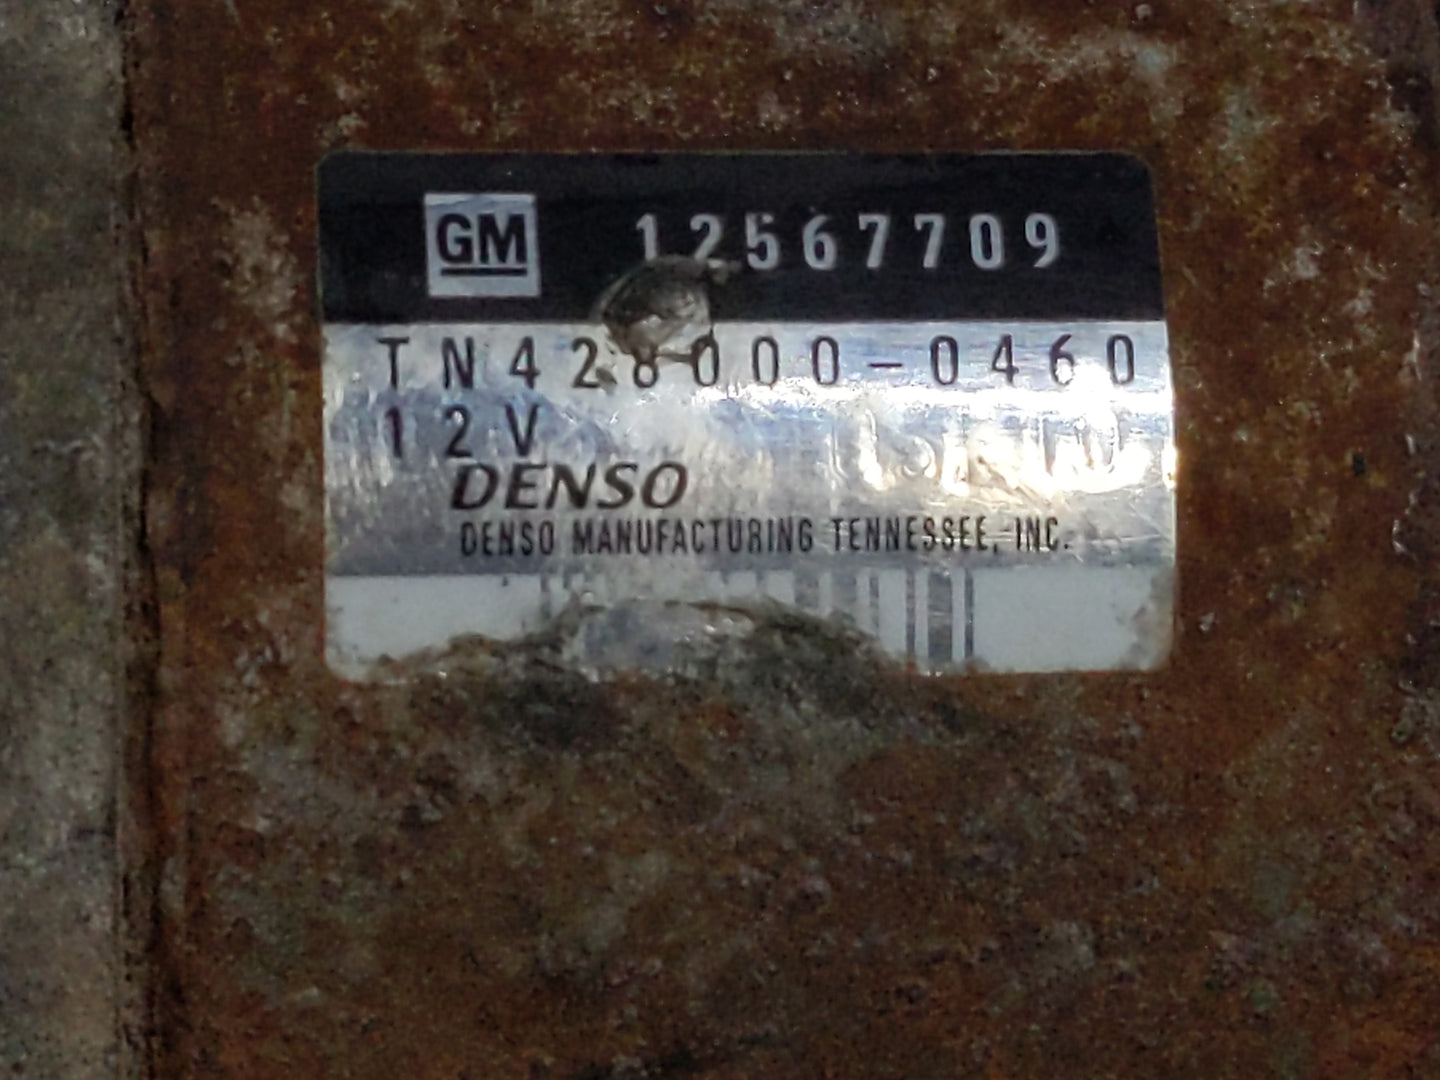 GM 12567709
TN428000-0460
12V
DENSO
DENSO MANUFACTURING TENNESSEE, INC.